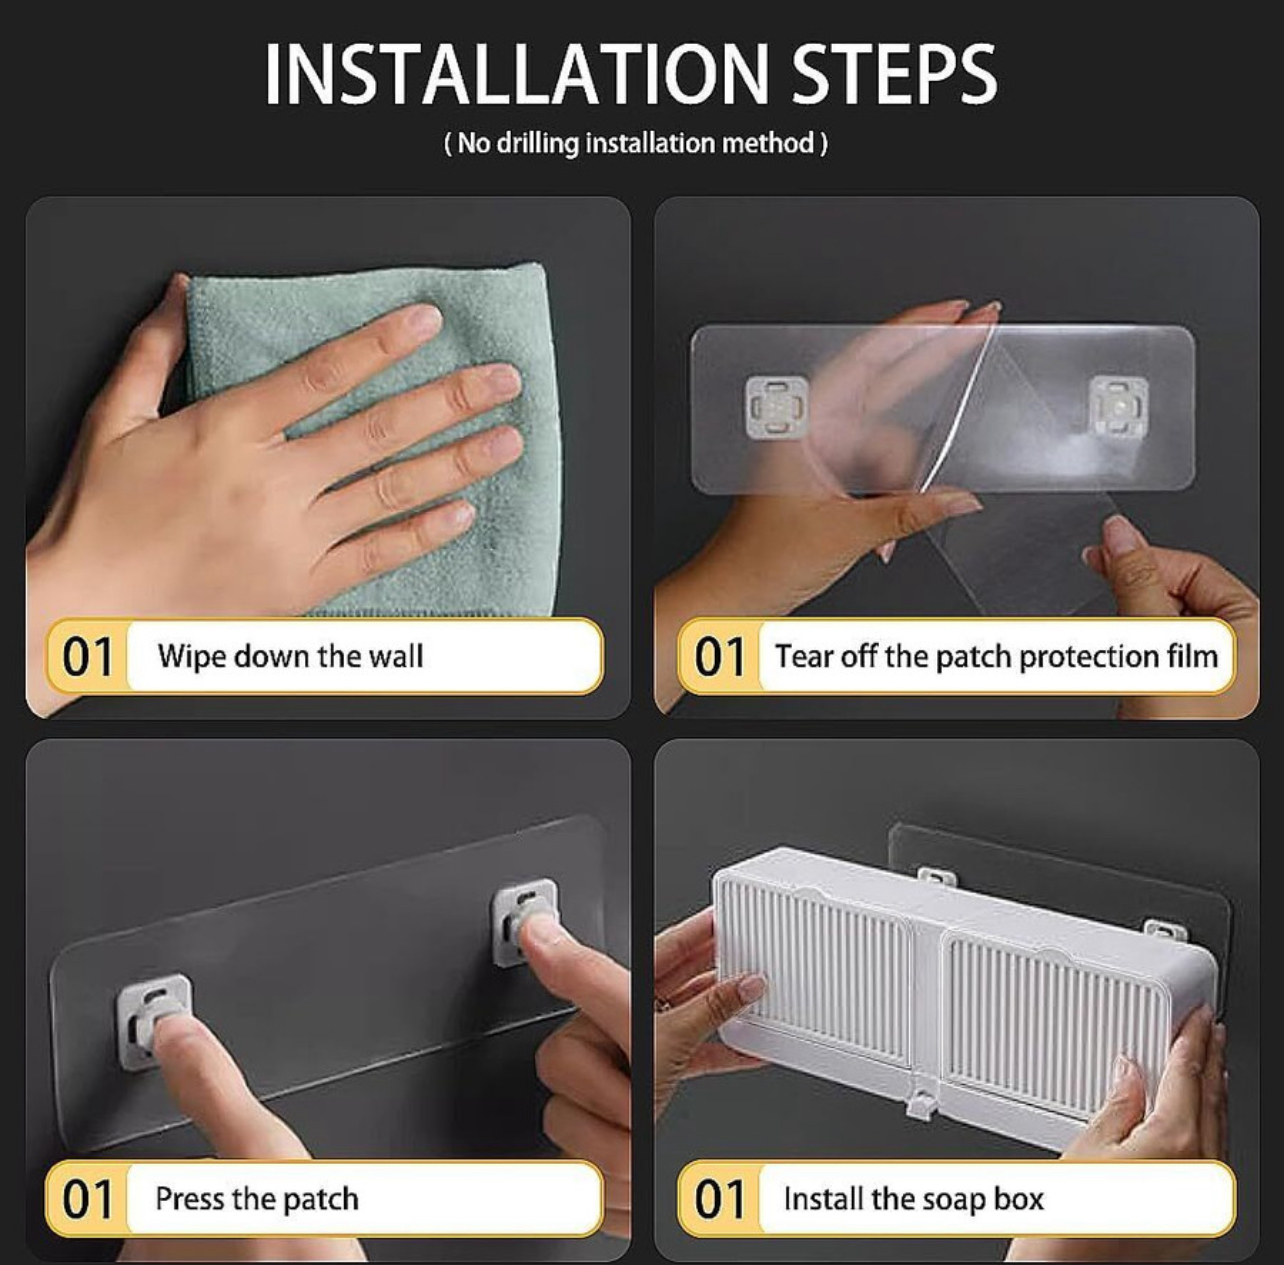 INSTALLATION STEPS
( No drilling installation method )
01 Wipe down the wall
01 Tear off the patch protection film
01 Press the patch
01 Install the soap box